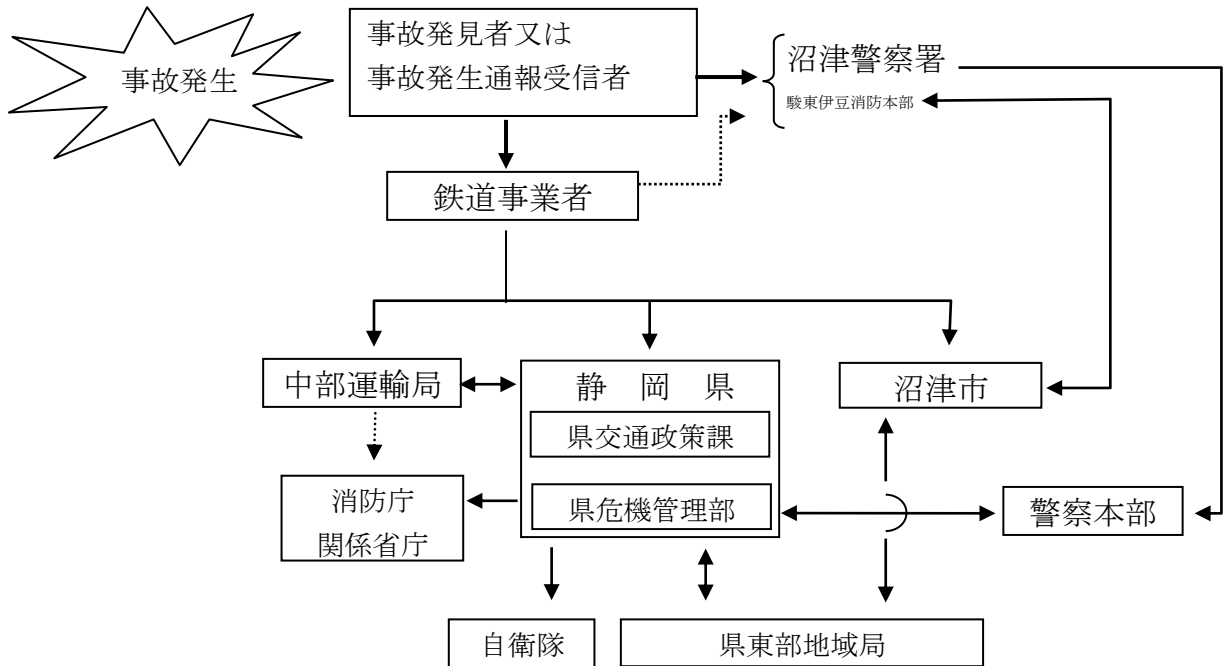 事故発生
事故発見者又は
事故発生通報受信者
沼津警察署
駿東伊豆消防本部
鉄道事業者
中部運輸局
静　岡　県
県交通政策課
県危機管理部
沼津市
消防庁
関係省庁
警察本部
自衛隊
県東部地域局